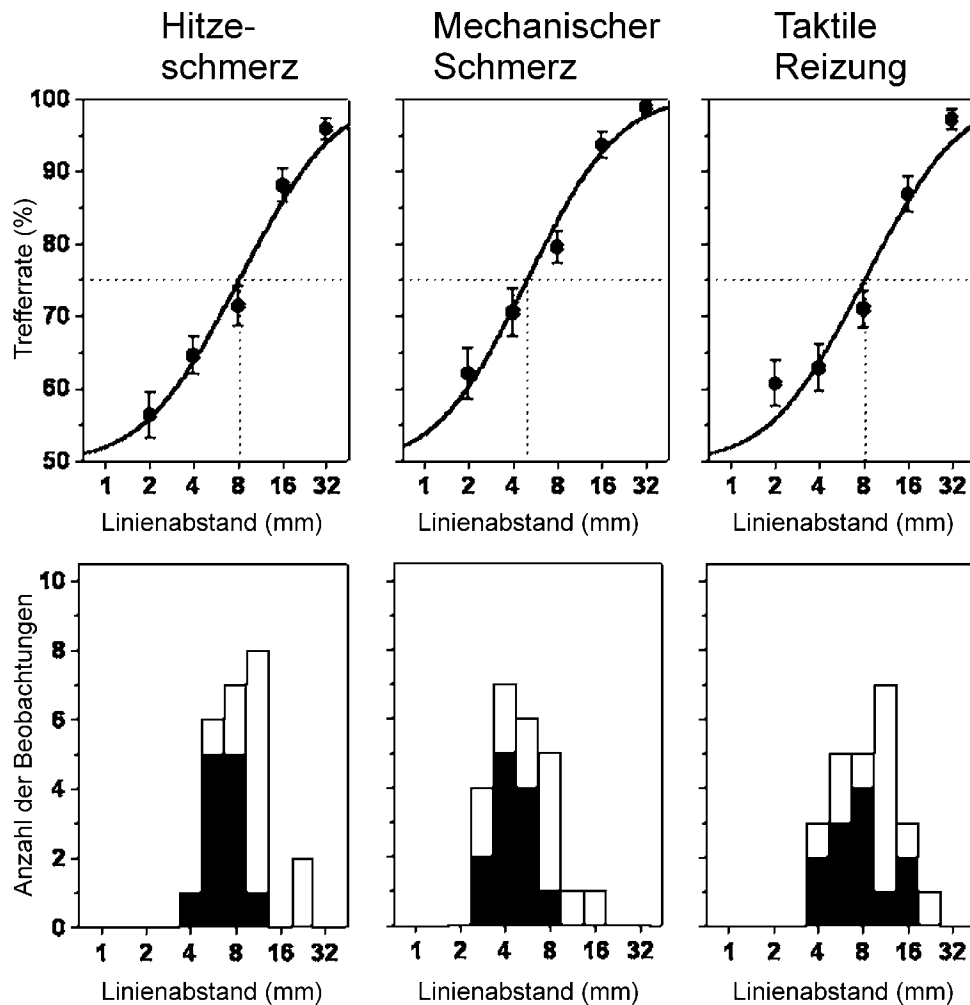 Hitze-
schmerz
Mechanischer
Schmerz
Taktile
Reizung
Trefferrate (%)
100
90
80
70
60
50
1 2 4 8 16 32
1 2 4 8 16 32
1 2 4 8 16 32
Linienabstand (mm)
Linienabstand (mm)
Linienabstand (mm)
Anzahl der Beobachtungen
10
8
6
4
2
0
1 2 4 8 16 32
1 2 4 8 16 32
1 2 4 8 16 32
Linienabstand (mm)
Linienabstand (mm)
Linienabstand (mm)